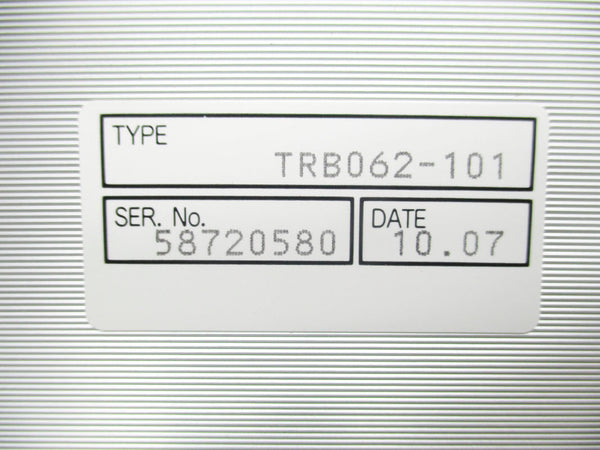 TYPE
TRB062-101
SER. No.
58720580
DATE
10.07